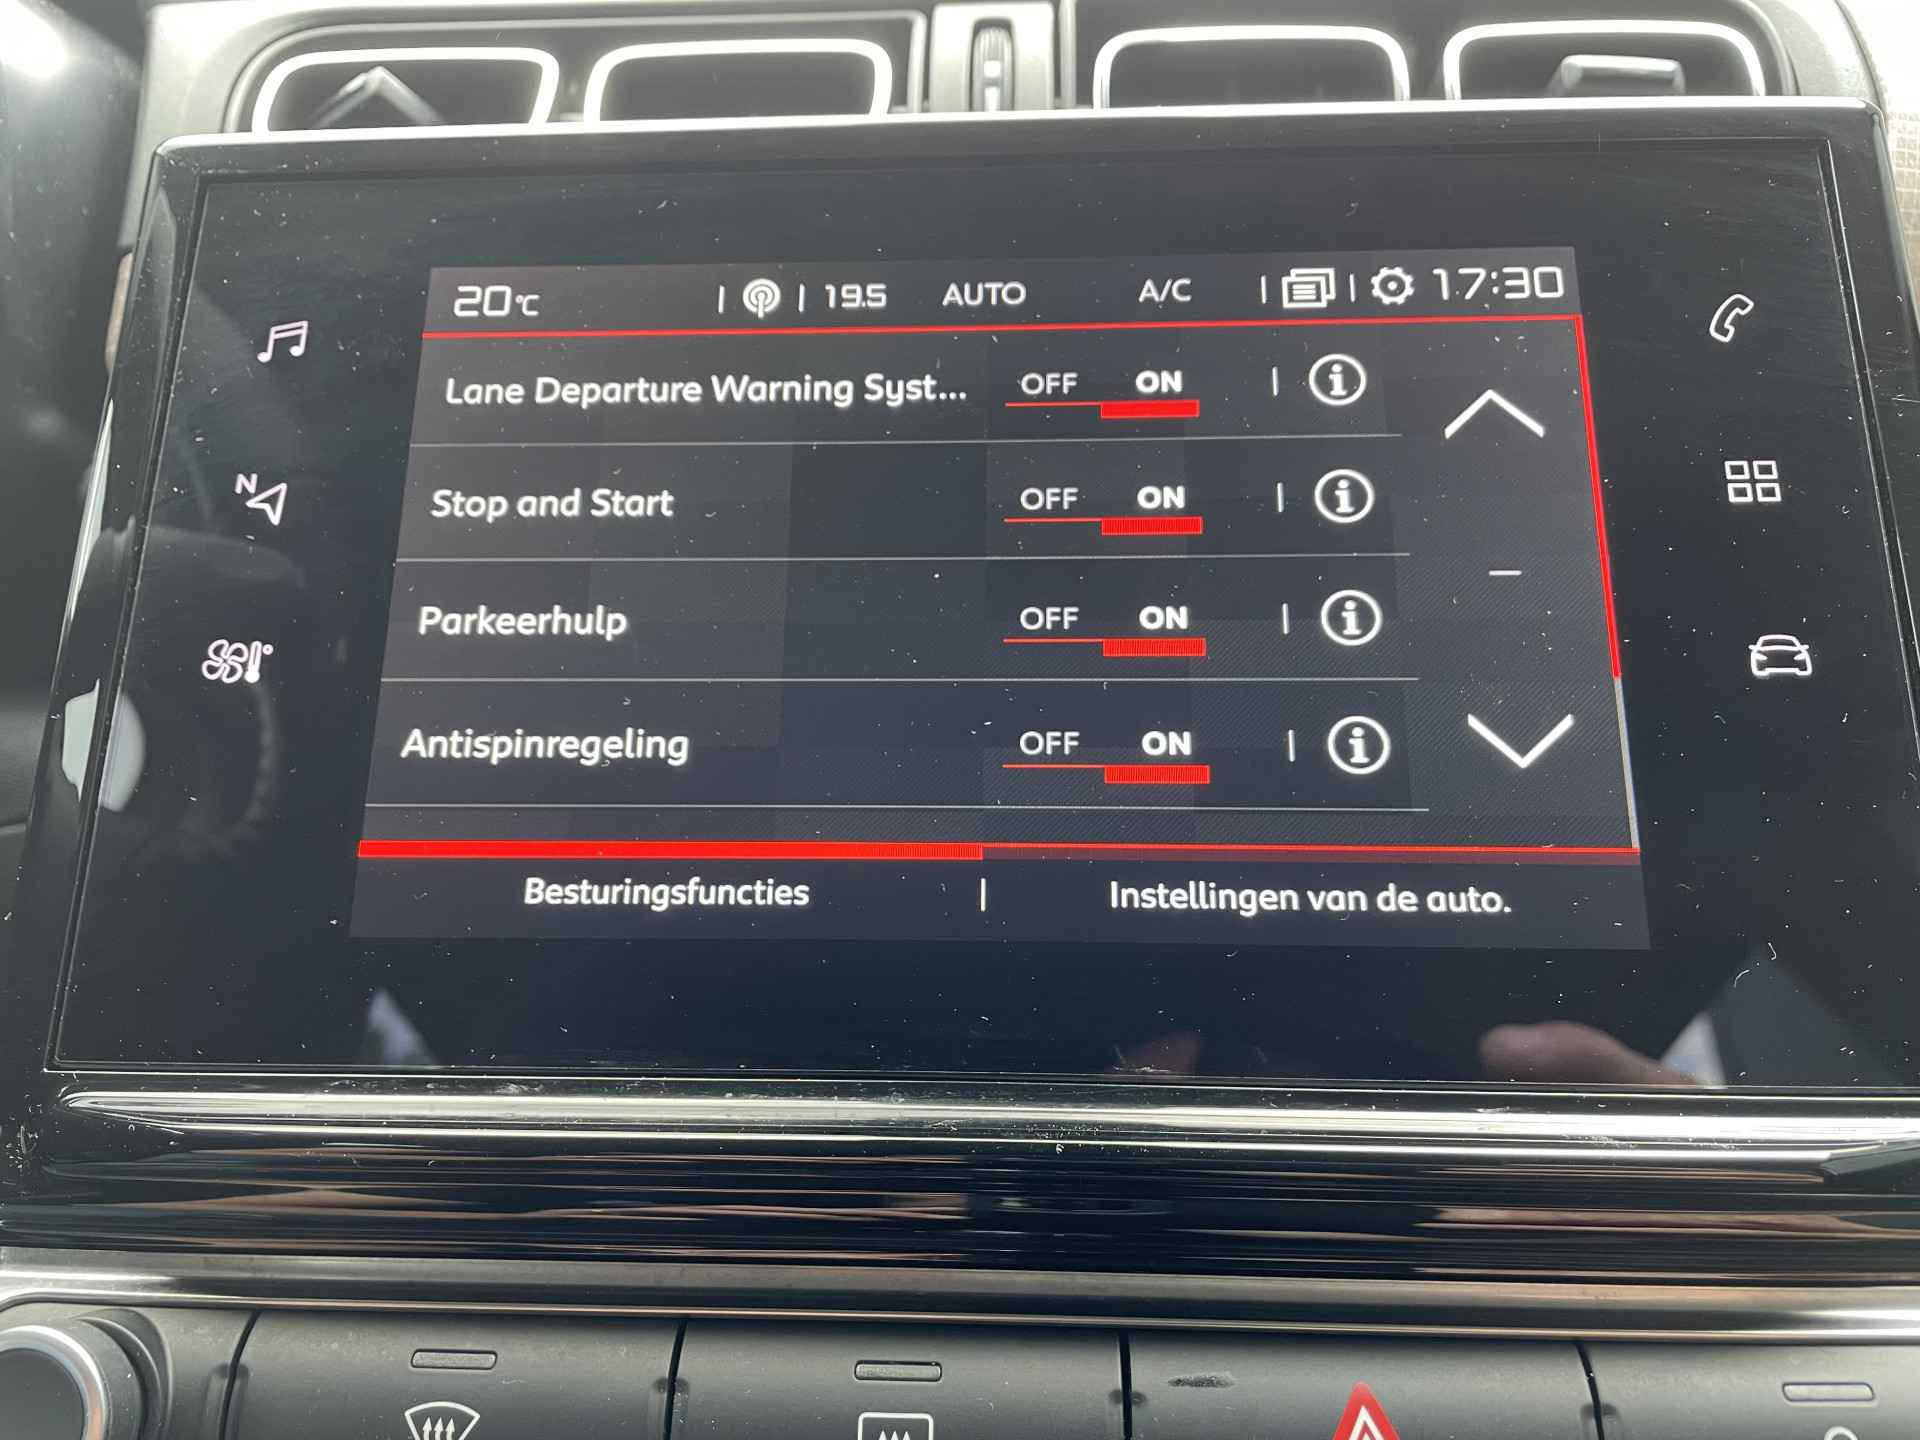 20°C | | 19.5 AUTO A/C | | 17:30
Lane Departure Warning Syst... OFF ON |
Stop and Start OFF ON |
N
Parkeerhulp OFF ON |
Antispinregeling OFF ON |
Besturingsfuncties | Instellingen van de auto.